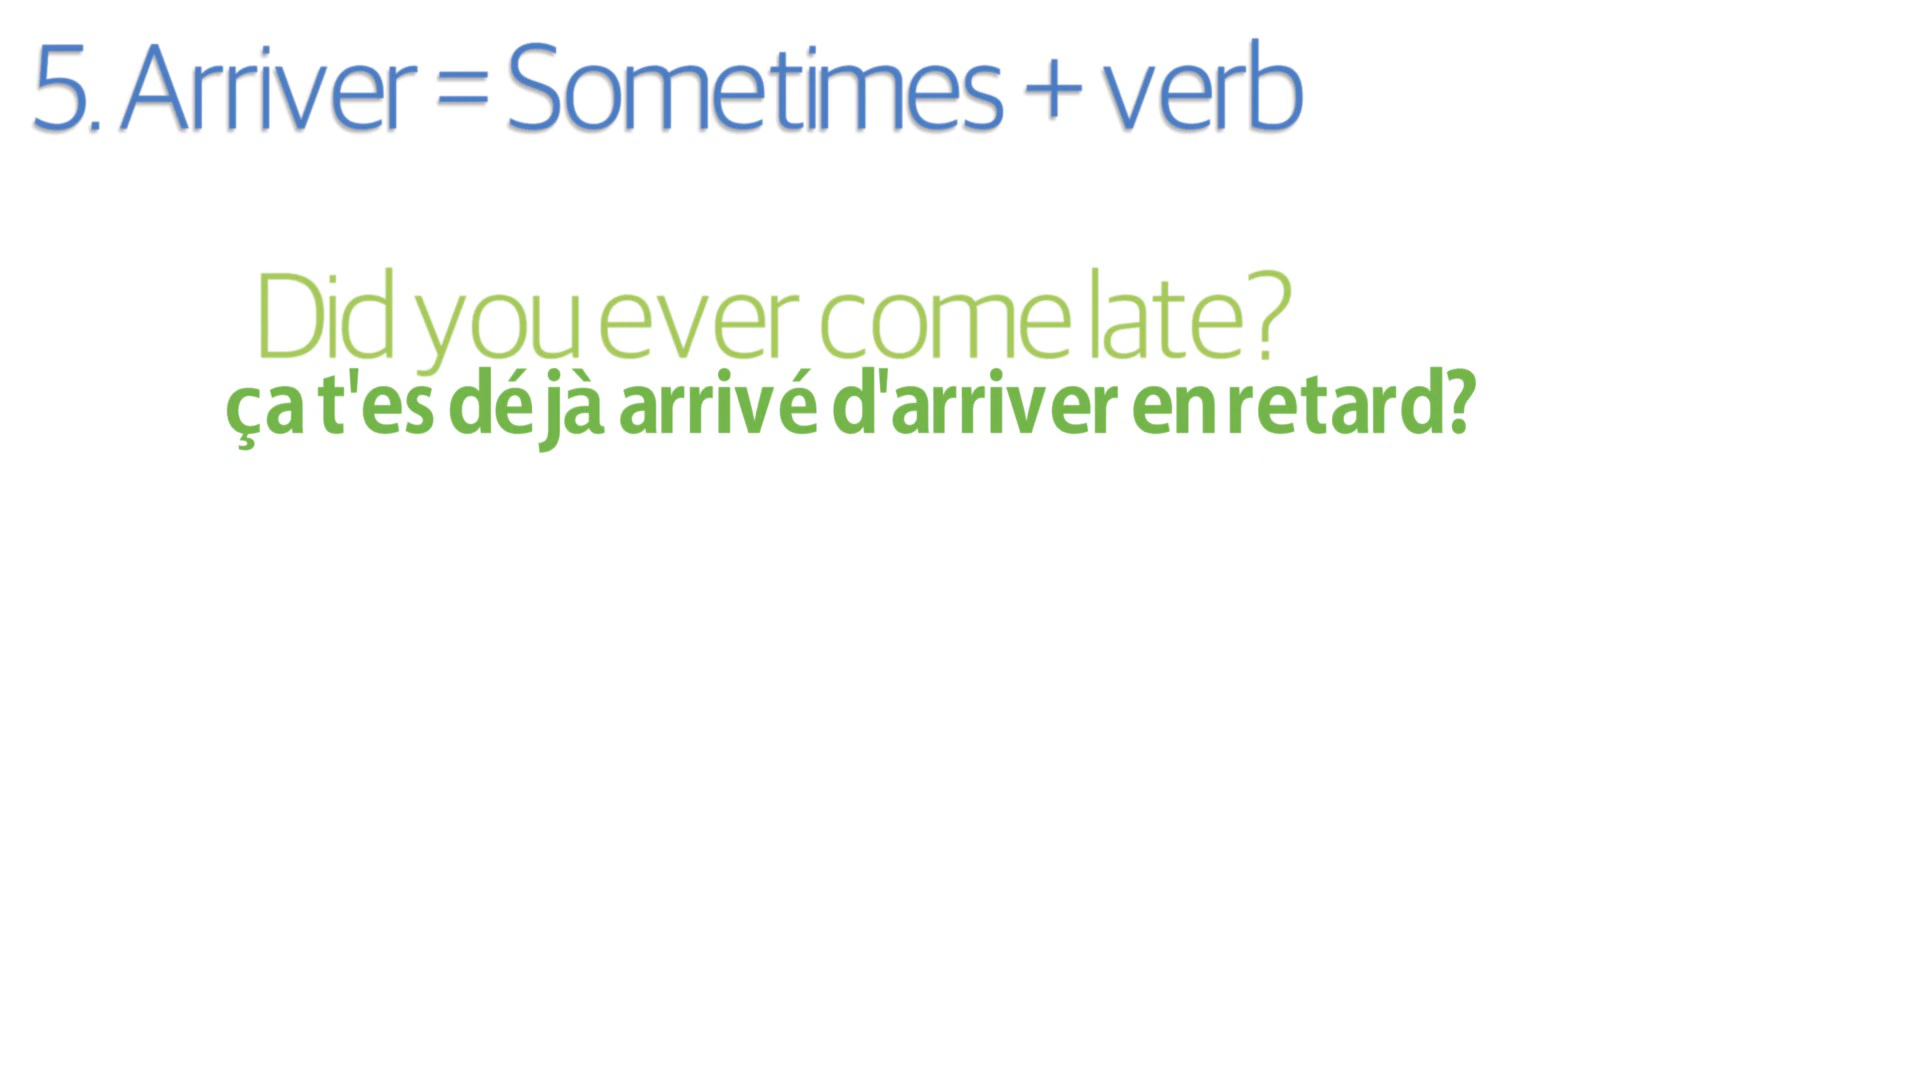 5. Arriver = Sometimes + verb
Did you ever come late?
ça t'es déjà arrivé d'arriver en retard?